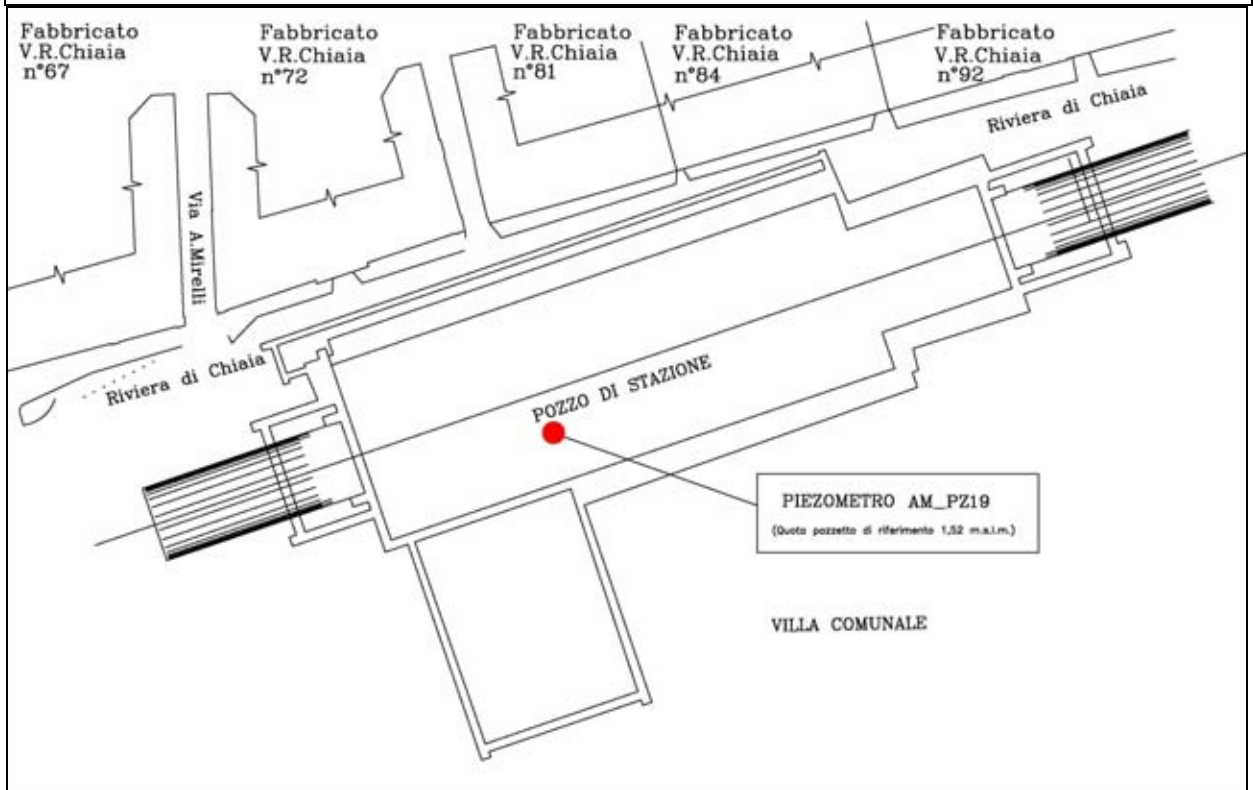 Fabbricato
V.R.Chiaia
n°67
Fabbricato
V.R.Chiaia
n°72
Fabbricato
V.R.Chiaia
n°81
Fabbricato
V.R.Chiaia
n°84
Fabbricato
V.R.Chiaia
n°92
Riviera di Chiaia
Via A.Mirelli
Riviera di Chiaia
POZZO DI STAZIONE
PIEZOMETRO AM_PZ19
(Quota pozzetto di riferimento 1,52 m.s.l.m.)
VILLA COMUNALE